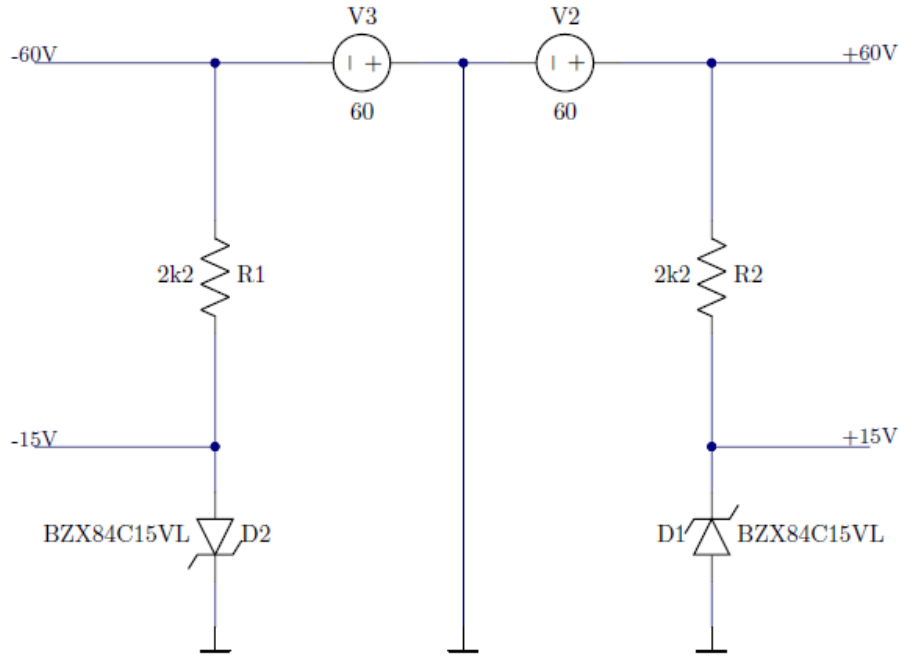 V3
V2
-60V
+60V
60
60
2k2
R1
2k2
R2
-15V
+15V
BZX84C15VL
D2
D1
BZX84C15VL